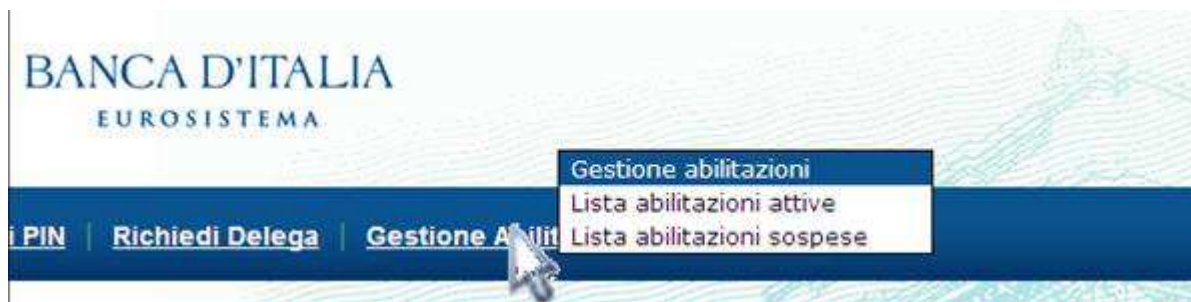 BANCA D'ITALIA
EUROSISTEMA
Gestione abilitazioni
Lista abilitazioni attive
Lista abilitazioni sospese
i PIN | Richiedi Delega | Gestione